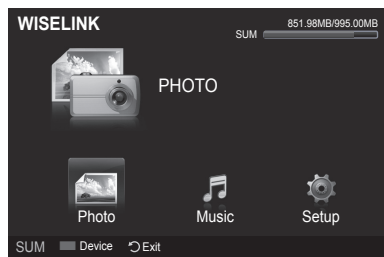 WISELINK
851.98MB/995.00MB
SUM
PHOTO
Photo Music Setup
SUM Device Exit